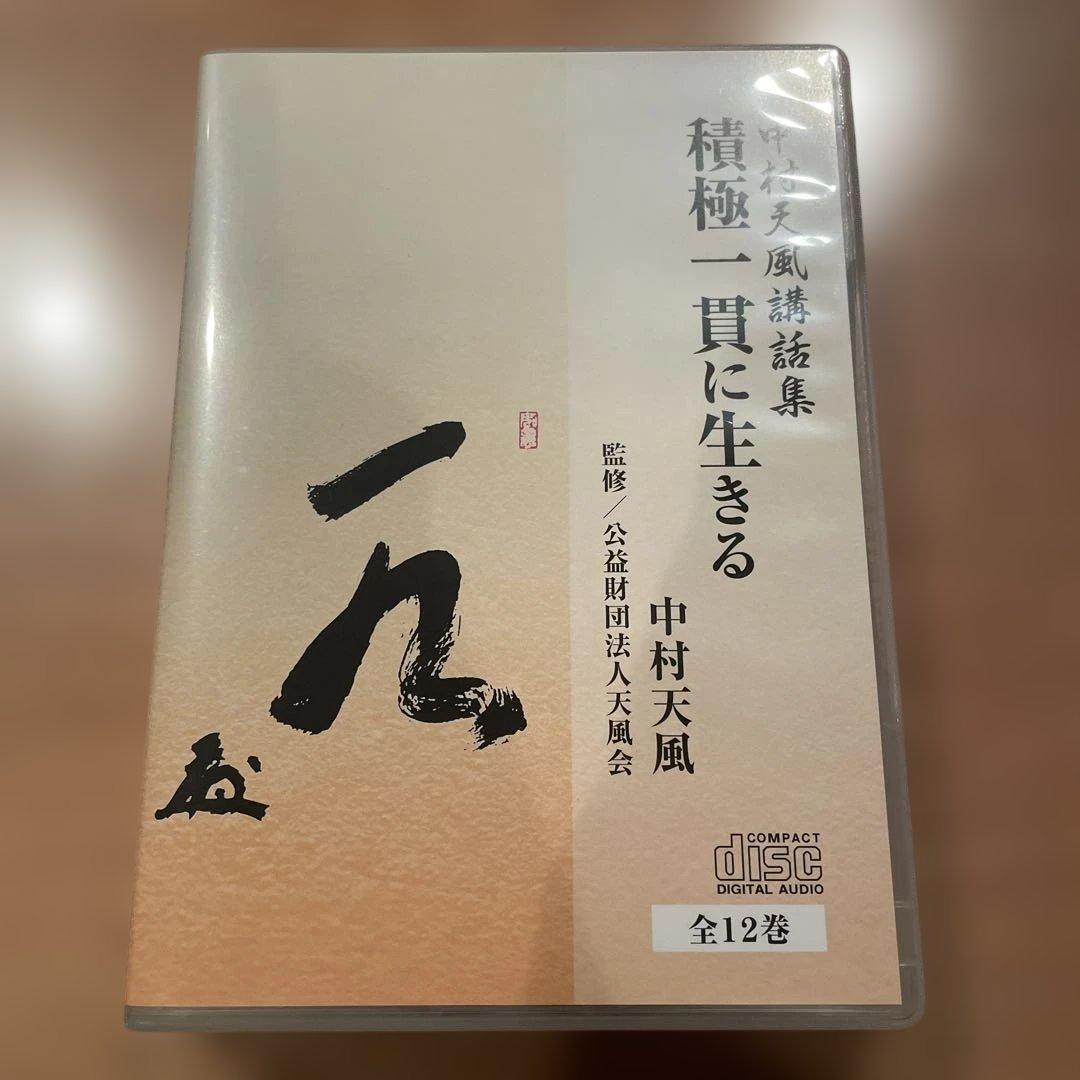 中村天風講話集
積極一貫に生きる
中村天風
監修/公益財団法人天風会
COMPACT
disc
DIGITAL AUDIO
全12巻